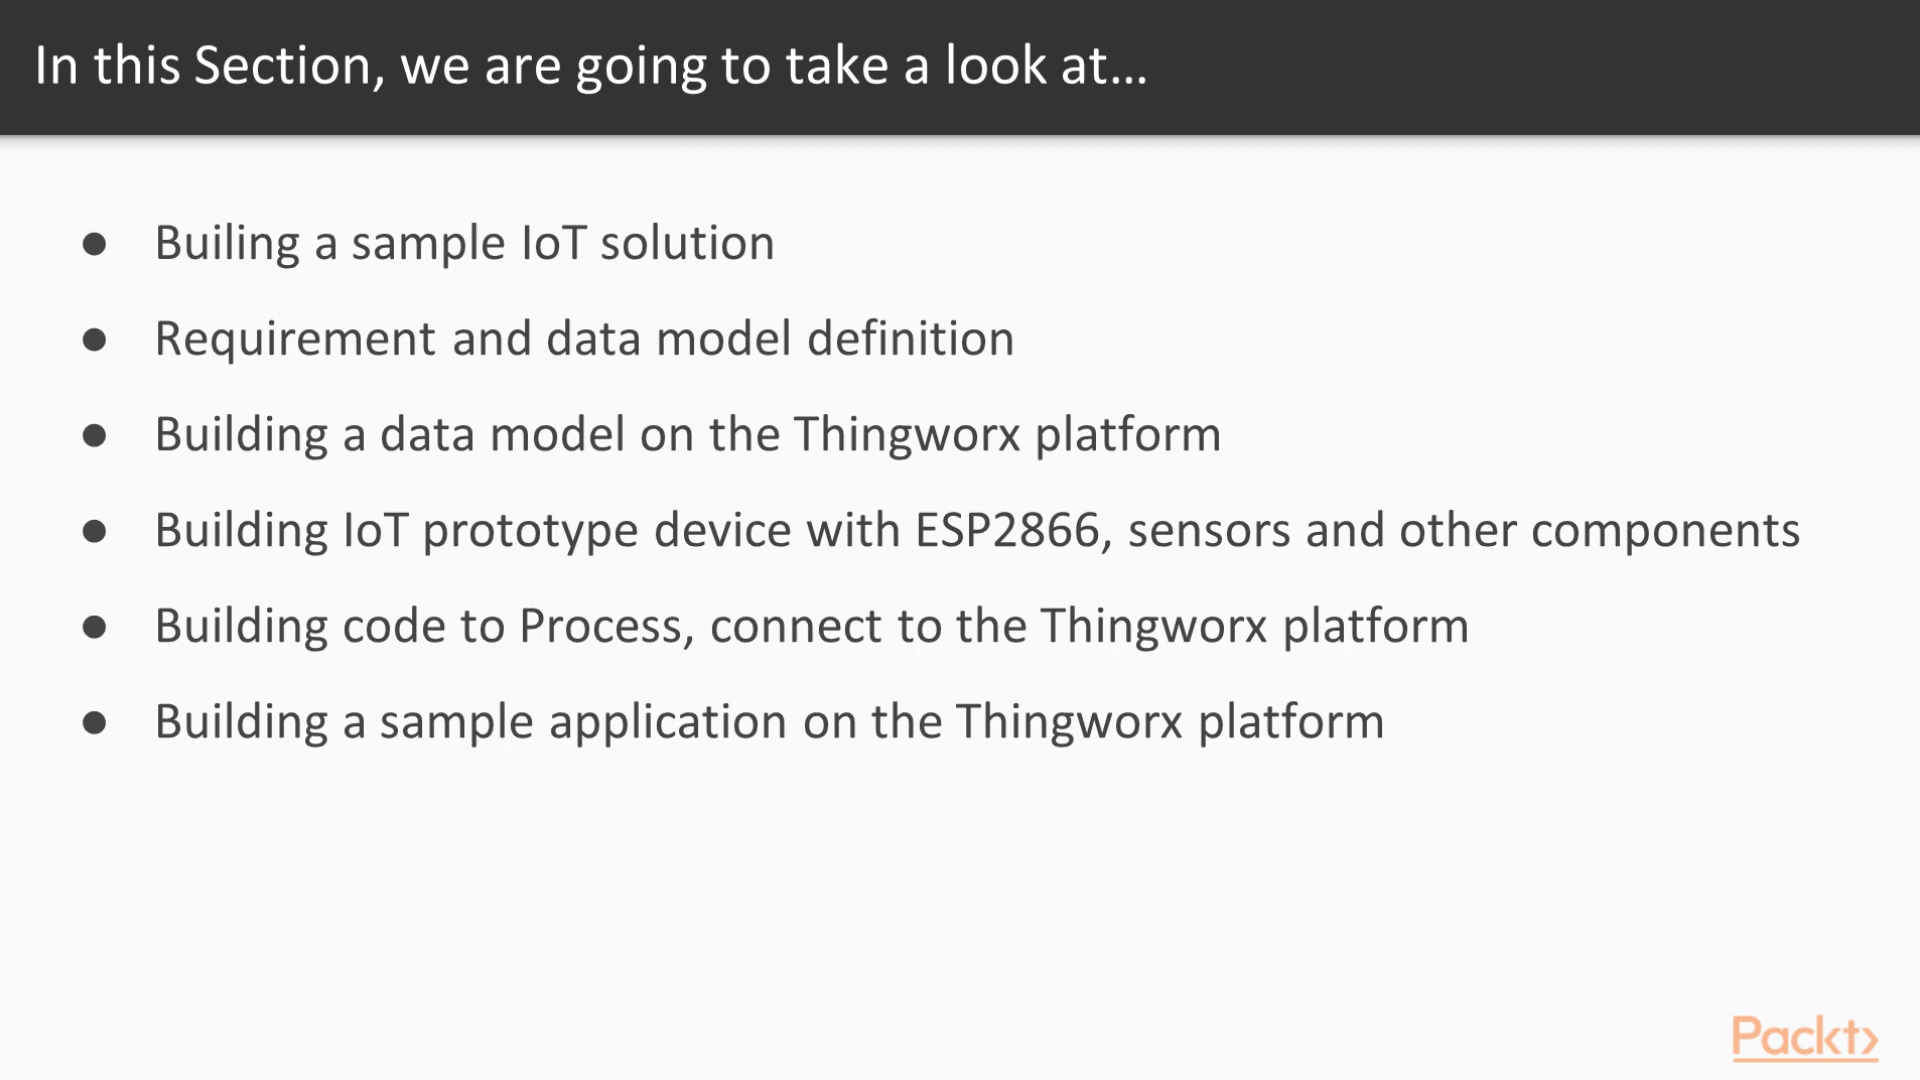 In this Section, we are going to take a look at...
● Builing a sample IoT solution
● Requirement and data model definition
● Building a data model on the Thingworx platform
● Building IoT prototype device with ESP2866, sensors and other components
● Building code to Process, connect to the Thingworx platform
● Building a sample application on the Thingworx platform
Packt>